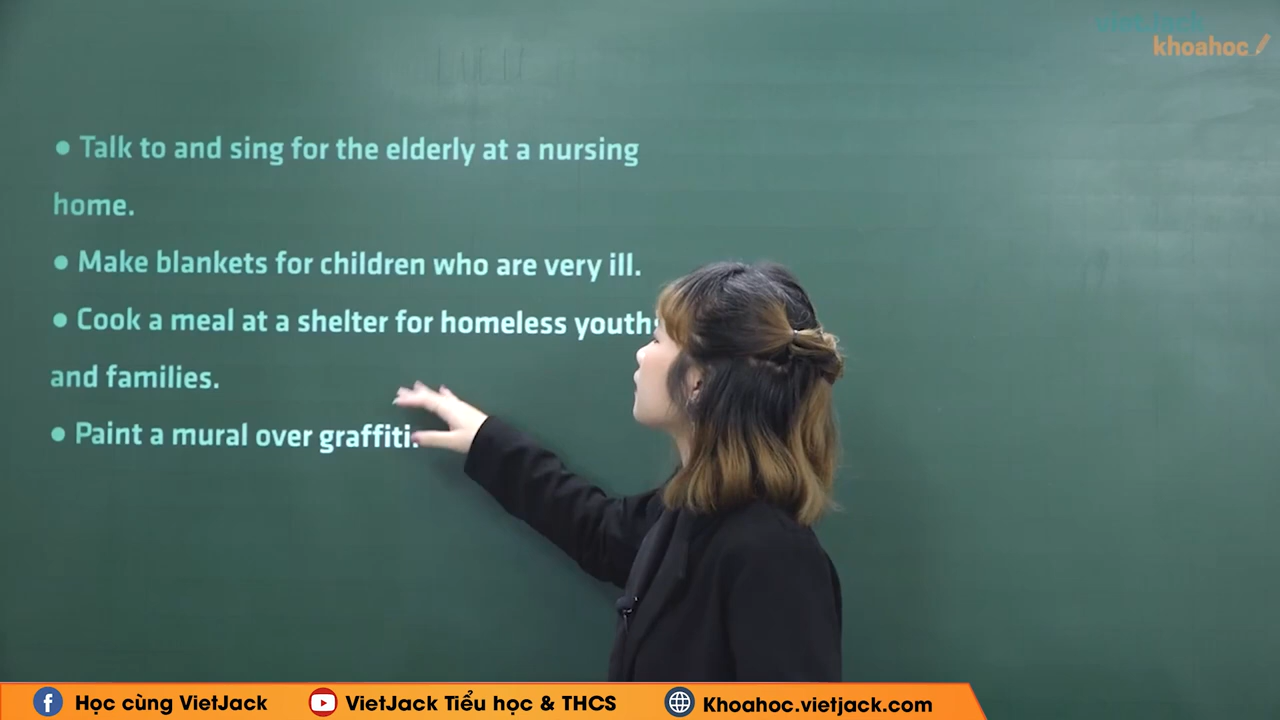 vietJack
khoahoc
● Talk to and sing for the elderly at a nursing
home.
● Make blankets for children who are very ill.
● Cook a meal at a shelter for homeless youths
and families.
● Paint a mural over graffiti.
Học cùng VietJack
VietJack Tiểu học & THCS
Khoahoc.vietjack.com